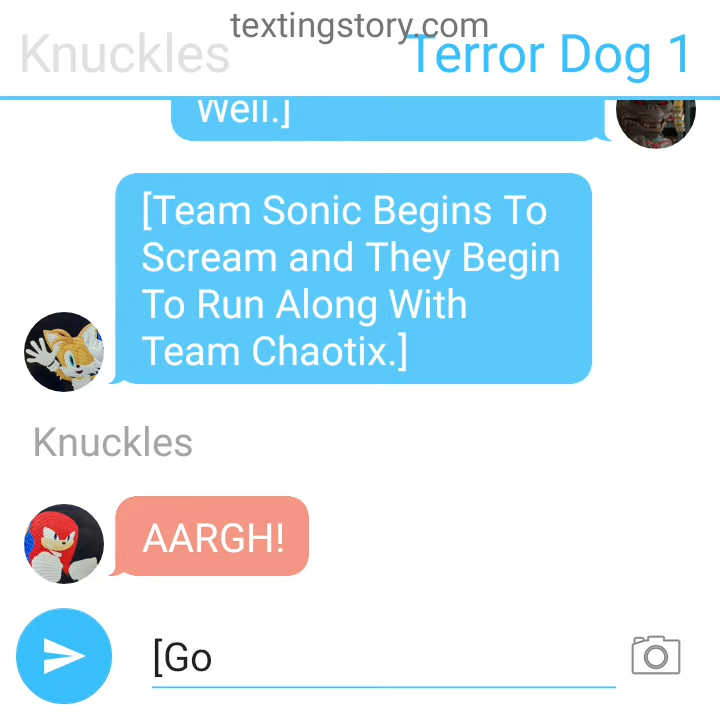 textingstory.com
Knuckles
Terror Dog 1
Well.]
[Team Sonic Begins To
Scream and They Begin
To Run Along With
Team Chaotix.]
Knuckles
AARGH!
[Go